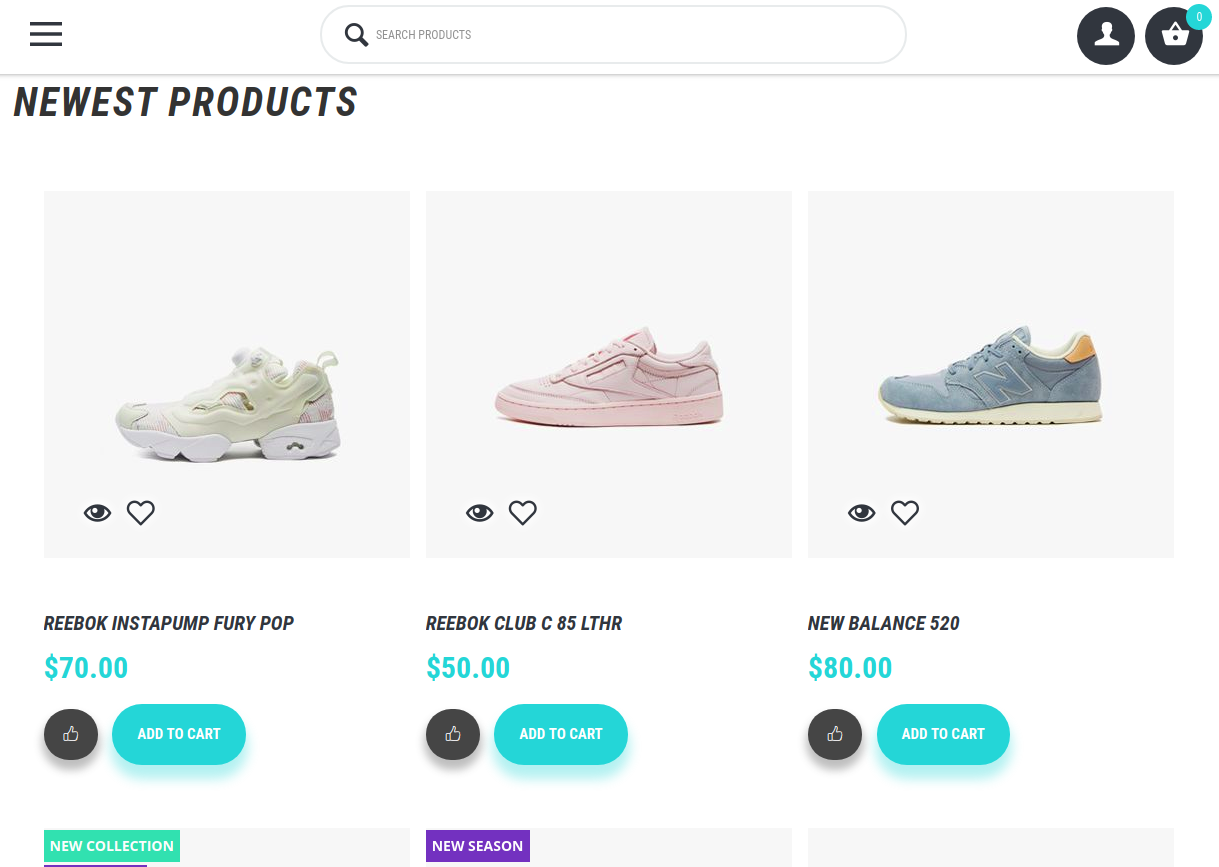 SEARCH PRODUCTS
0
NEWEST PRODUCTS
REEBOK INSTAPUMP FURY POP
REEBOK CLUB C 85 LTHR
NEW BALANCE 520
$70.00
$50.00
$80.00
ADD TO CART
ADD TO CART
ADD TO CART
NEW COLLECTION
NEW SEASON